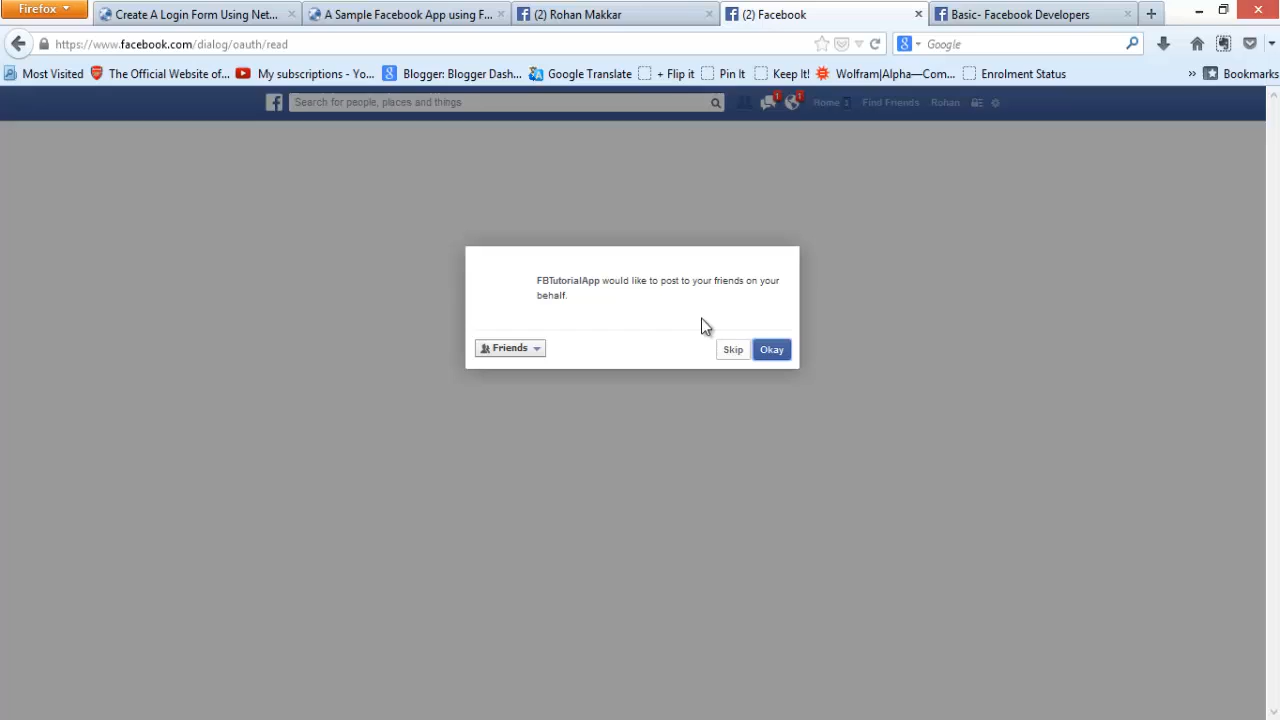 Firefox
Create A Login Form Using Net...
A Sample Facebook App using F...
(2) Rohan Makkar
(2) Facebook
Basic- Facebook Developers
https://www.facebook.com/dialog/oauth/read
Google
Most Visited
The Official Website of...
My subscriptions - Yo...
Blogger: Blogger Dash...
Google Translate
+ Flip it
Pin It
Keep It!
Wolfram|Alpha—Com...
Enrolment Status
»
Bookmarks
Search for people, places and things
1
1
Home
3
Find Friends
Rohan
FBTutorialApp would like to post to your friends on your
behalf.
Friends
Skip
Okay